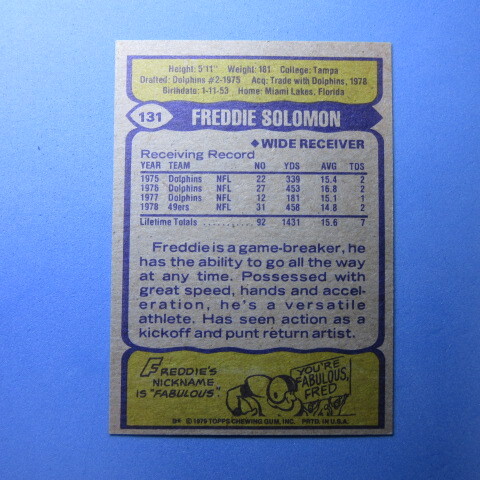 Height: 5'11" Weight: 181 College: Tampa
Drafted: Dolphins #2-1975 Acq: Trade with Dolphins, 1978
Birthdate: 1-11-53 Home: Miami Lakes, Florida
131 FREDDIE SOLOMON
◆WIDE RECEIVER
Receiving Record
YEAR TEAM NO YDS AVG TDS
1975 Dolphins NFL 22 339 15.4 2
1976 Dolphins NFL 27 453 16.8 2
1977 Dolphins NFL 12 181 15.1 1
1978 49ers NFL 31 458 14.8 2
Lifetime Totals .......... 92 1431 15.6 7
Freddie is a game-breaker, he
has the ability to go all the way
at any time. Possessed with
great speed, hands and accel-
eration, he's a versatile
athlete. Has seen action as a
kickoff and punt return artist.
FREDDIE'S
NICKNAME
IS "FABULOUS".
YOU'RE
FABULOUS,
FRED
© 1979 TOPPS CHEWING GUM, INC. PRTD. IN U.S.A.